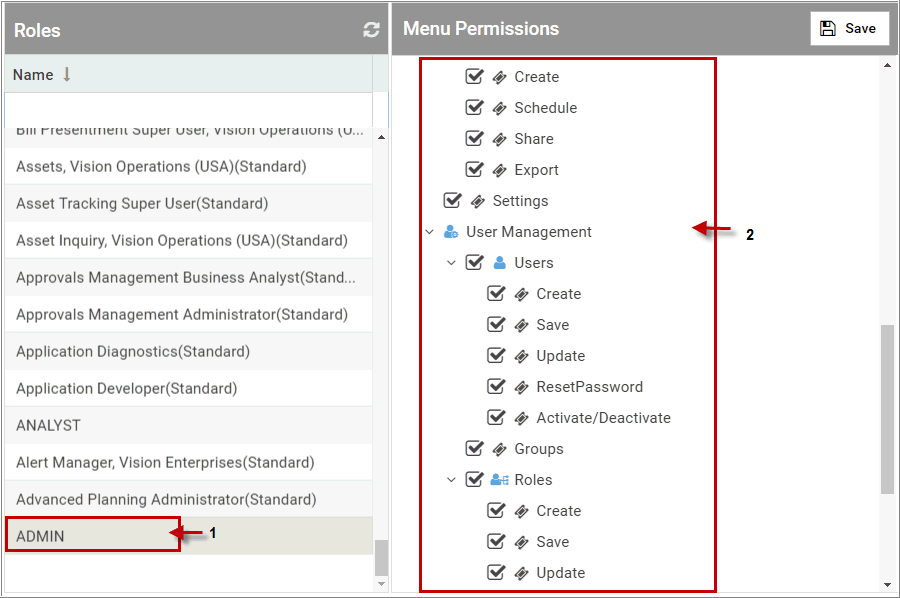 Roles
Name
Bill Presentment Super User, Vision Operations (U...
Assets, Vision Operations (USA)(Standard)
Asset Tracking Super User(Standard)
Asset Inquiry, Vision Operations (USA)(Standard)
Approvals Management Business Analyst(Stand...
Approvals Management Administrator(Standard)
Application Diagnostics(Standard)
Application Developer(Standard)
ANALYST
Alert Manager, Vision Enterprises(Standard)
Advanced Planning Administrator(Standard)
ADMIN
1
Menu Permissions
Save
Create
Schedule
Share
Export
Settings
User Management
2
Users
Create
Save
Update
ResetPassword
Activate/Deactivate
Groups
Roles
Create
Save
Update